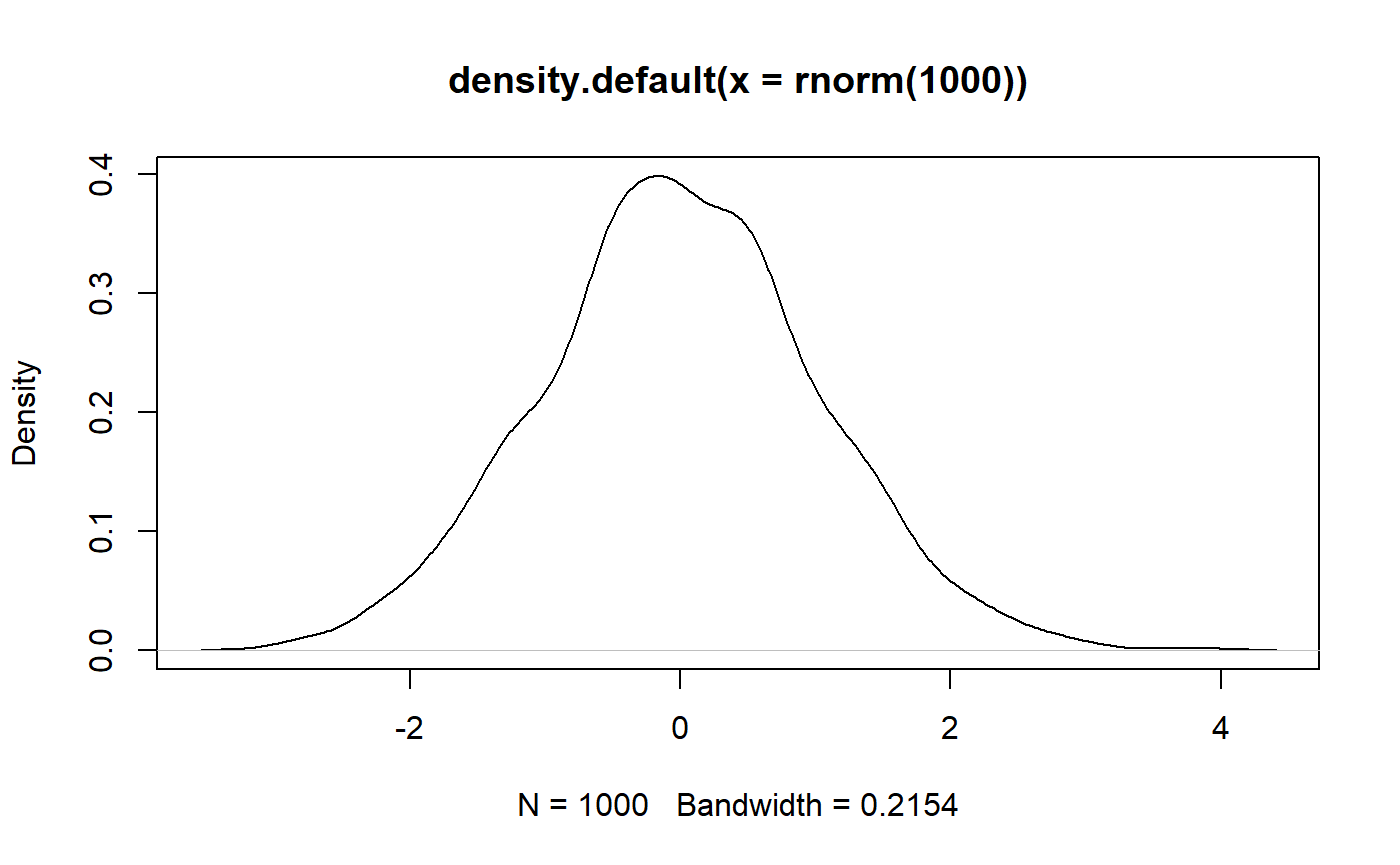 density.default(x = rnorm(1000))
Density
0.4
0.3
0.2
0.1
0.0
-2 0 2 4
N = 1000   Bandwidth = 0.2154